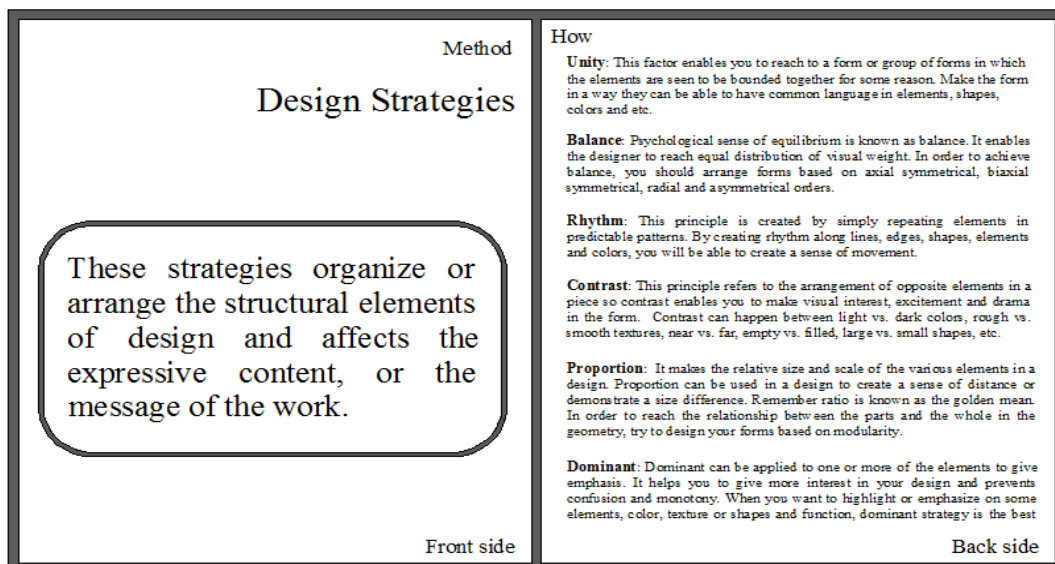 Method
Design Strategies
These strategies organize or
arrange the structural elements
of design and affects the
expressive content, or the
message of the work.
Front side
How
Unity: This factor enables you to reach to a form or group of forms in which
the elements are seen to be bounded together for some reason. Make the form
in a way they can be able to have common language in elements, shapes,
colors and etc.
Balance: Psychological sense of equilibrium is known as balance. It enables
the designer to reach equal distribution of visual weight. In order to achieve
balance, you should arrange forms based on axial symmetrical, biaxial
symmetrical, radial and asymmetrical orders.
Rhythm: This principle is created by simply repeating elements in
predictable patterns. By creating rhythm along lines, edges, shapes, elements
and colors, you will be able to create a sense of movement.
Contrast: This principle refers to the arrangement of opposite elements in a
piece so contrast enables you to make visual interest, excitement and drama
in the form. Contrast can happen between light vs. dark colors, rough vs.
smooth textures, near vs. far, empty vs. filled, large vs. small shapes, etc.
Proportion: It makes the relative size and scale of the various elements in a
design. Proportion can be used in a design to create a sense of distance or
demonstrate a size difference. Remember ratio is known as the golden mean.
In order to reach the relationship between the parts and the whole in the
geometry, try to design your forms based on modularity.
Dominant: Dominant can be applied to one or more of the elements to give
emphasis. It helps you to give more interest in your design and prevents
confusion and monotony. When you want to highlight or emphasize on some
elements, color, texture or shapes and function, dominant strategy is the best
Back side